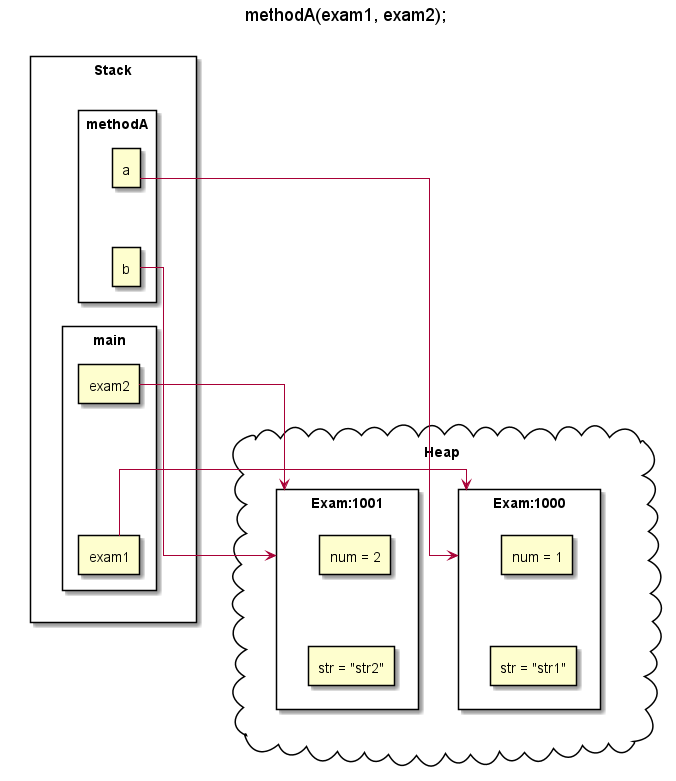 methodA(exam1, exam2);
Stack
methodA
a
b
main
exam2
exam1
Heap
Exam:1001
num = 2
str = "str2"
Exam:1000
num = 1
str = "str1"